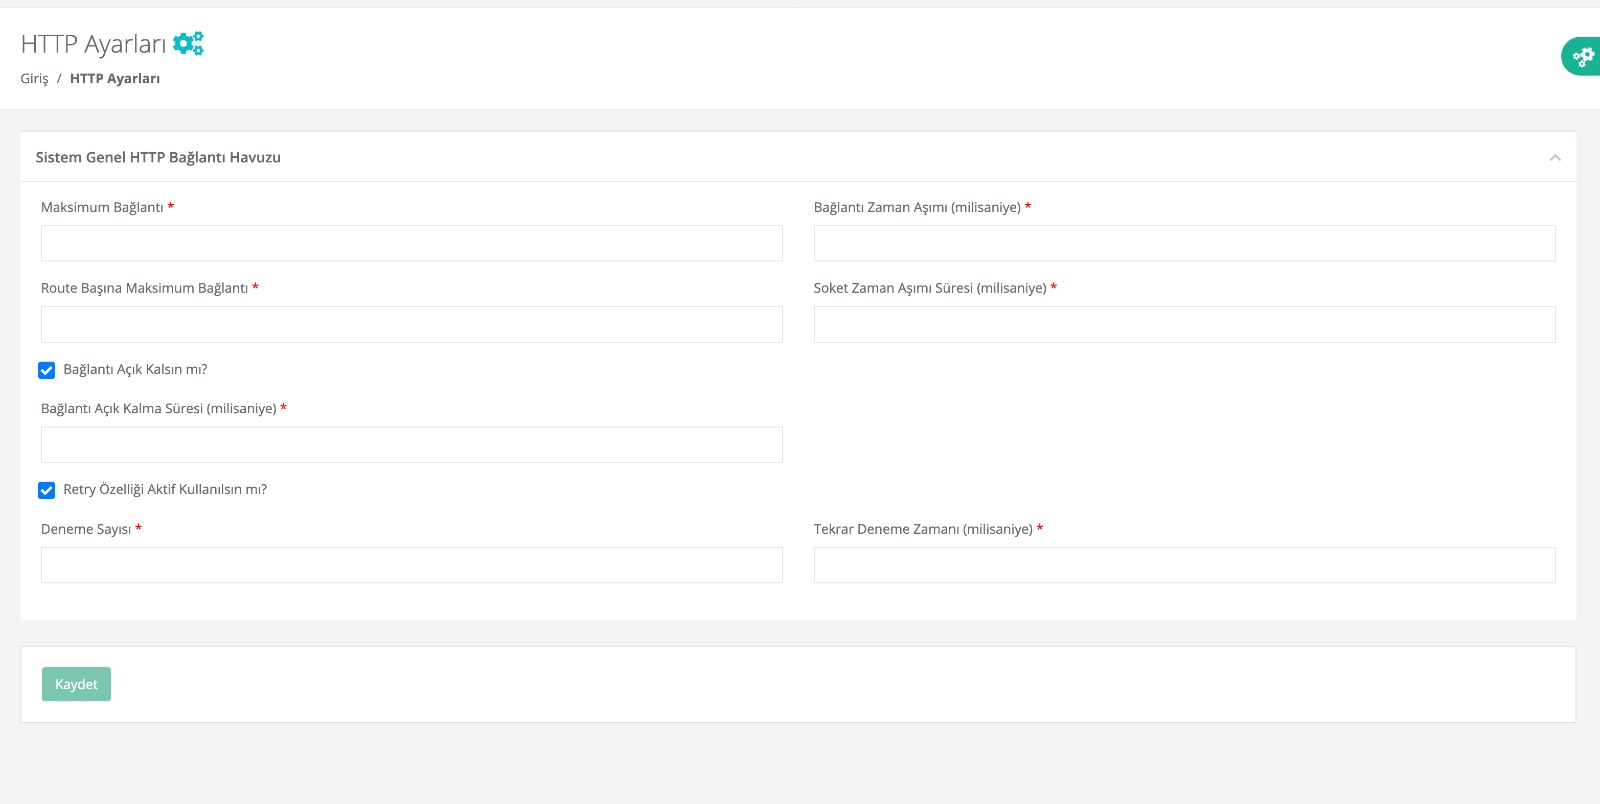 HTTP Ayarları
Giriş / HTTP Ayarları
Sistem Genel HTTP Bağlantı Havuzu
Maksimum Bağlantı *
Bağlantı Zaman Aşımı (milisaniye) *
Route Başına Maksimum Bağlantı *
Soket Zaman Aşımı Süresi (milisaniye) *
Bağlantı Açık Kalsın mı?
Bağlantı Açık Kalma Süresi (milisaniye) *
Retry Özelliği Aktif Kullanılsın mı?
Deneme Sayısı *
Tekrar Deneme Zamanı (milisaniye) *
Kaydet